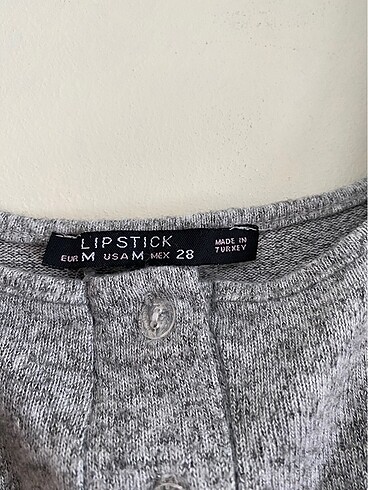 LIPSTICK
EUR M USA M MEX 28
MADE IN
TURKEY